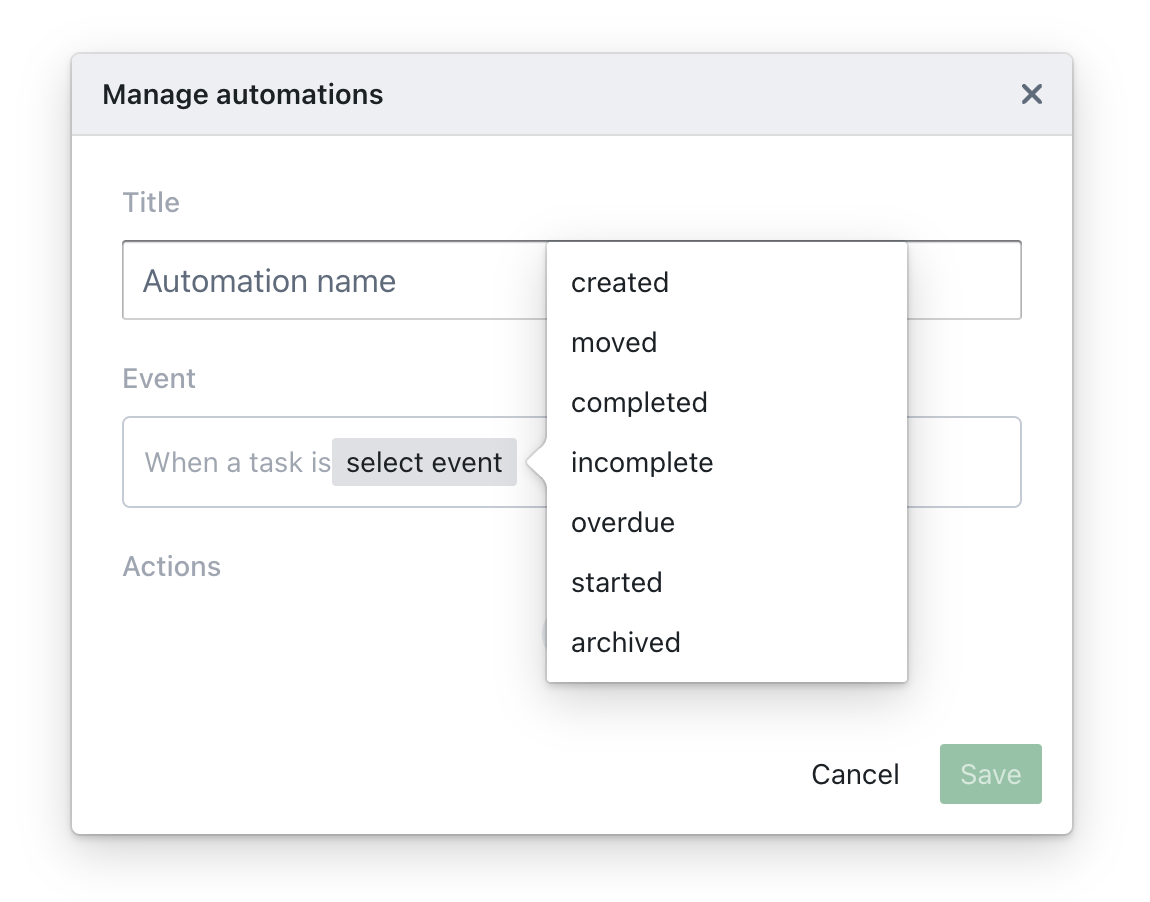 Manage automations
Title
Automation name
Event
When a task is select event
created
moved
completed
incomplete
overdue
started
archived
Actions
Cancel
Save